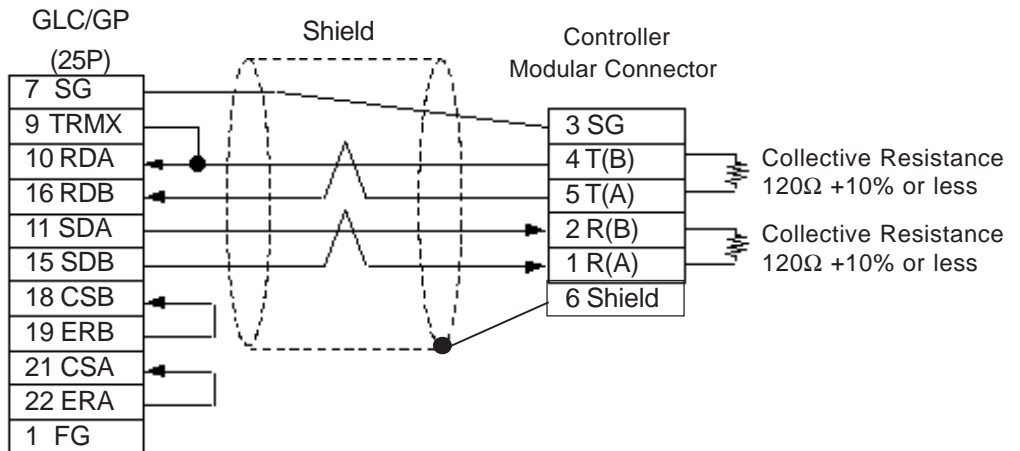 GLC/GP
(25P)
7 SG
9 TRMX
10 RDA
16 RDB
11 SDA
15 SDB
18 CSB
19 ERB
21 CSA
22 ERA
1 FG
Shield
Controller
Modular Connector
3 SG
4 T(B)
5 T(A)
2 R(B)
1 R(A)
6 Shield
Collective Resistance
120Ω +10% or less
Collective Resistance
120Ω +10% or less